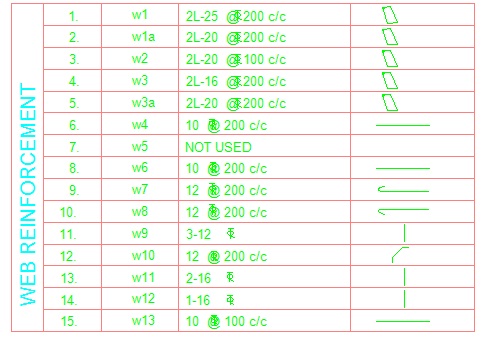 WEB REINFORCEMENT
1. w1 2L-25 @ 200 c/c
2. w1a 2L-20 @ 200 c/c
3. w2 2L-20 @ 100 c/c
4. w3 2L-16 @ 200 c/c
5. w3a 2L-20 @ 200 c/c
6. w4 10 @ 200 c/c
7. w5 NOT USED
8. w6 10 @ 200 c/c
9. w7 12 @ 200 c/c
10. w8 12 @ 200 c/c
11. w9 3-12
12. w10 12 @ 200 c/c
13. w11 2-16
14. w12 1-16
15. w13 10 @ 100 c/c